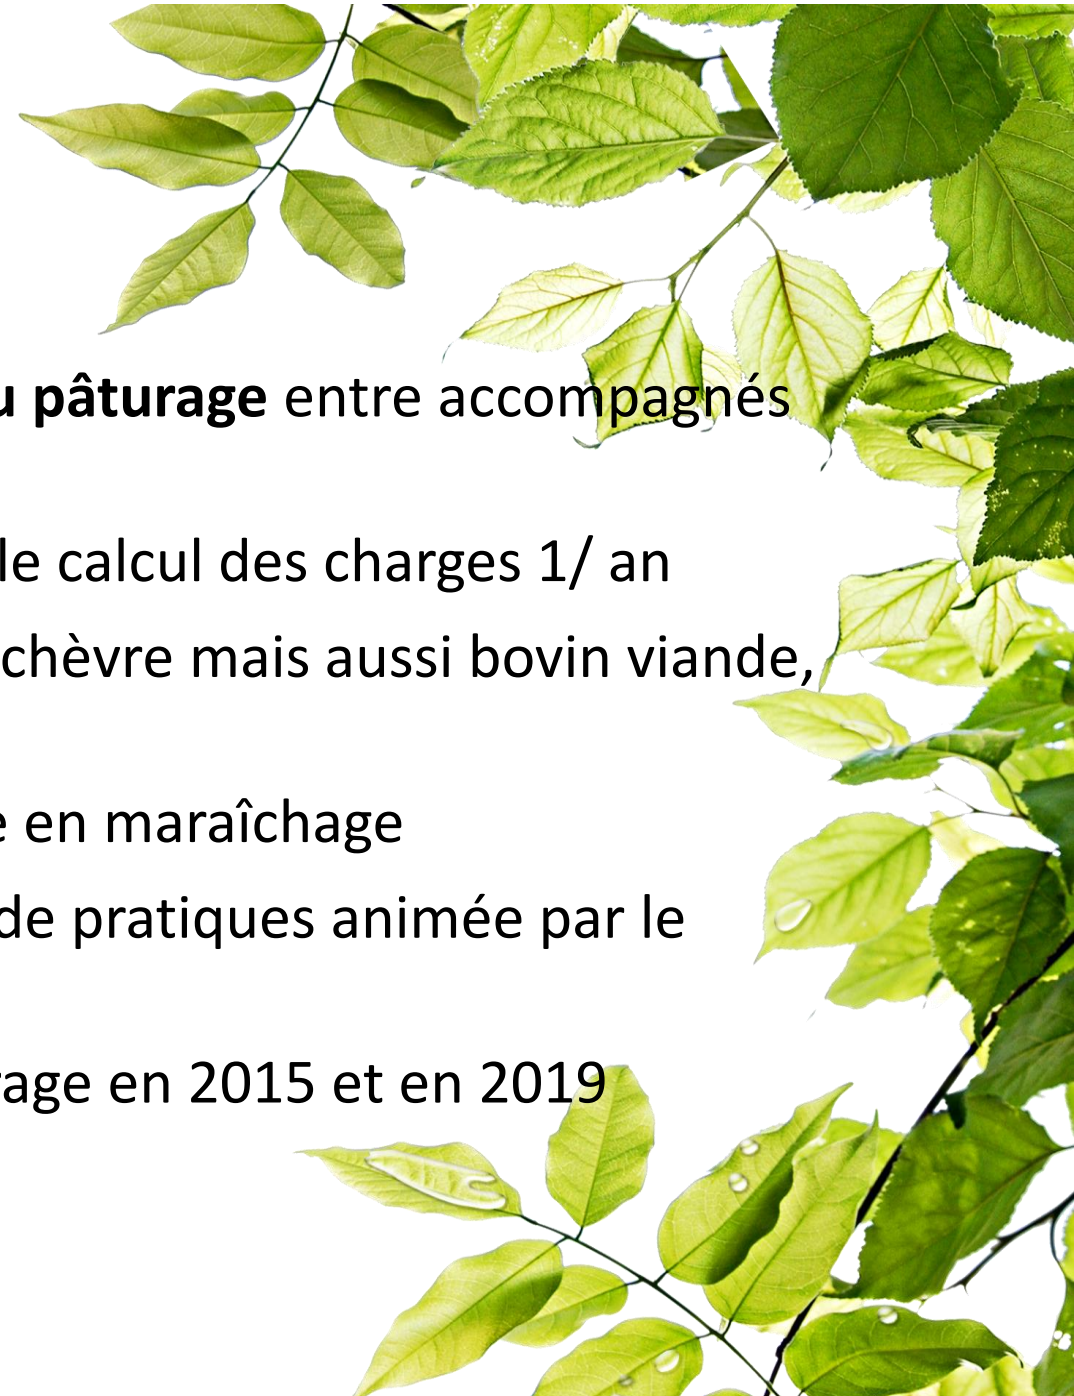 pâturage entre accompagnés
le calcul des charges 1/ an
chèvre mais aussi bovin viande,
en maraîchage
de pratiques animée par le
en 2015 et en 2019